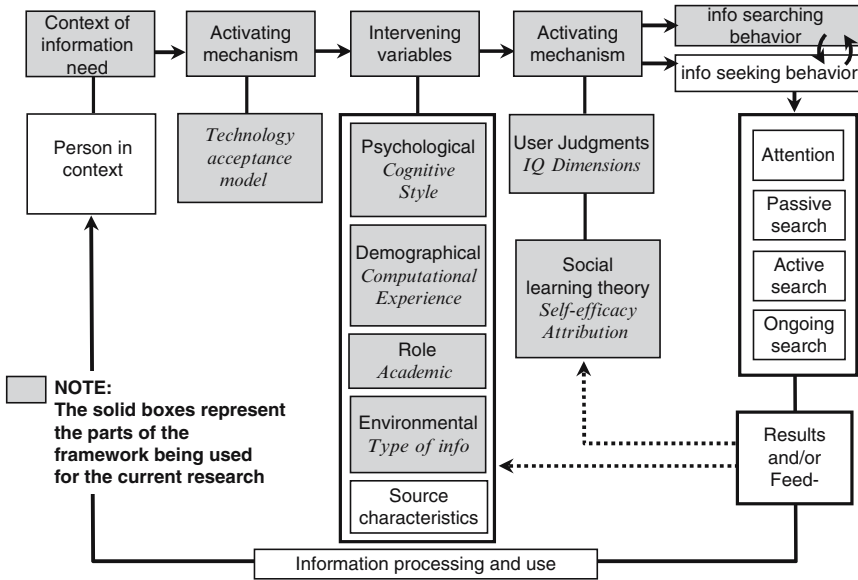 Context of
information
need
Activating
mechanism
Intervening
variables
Activating
mechanism
info searching
behavior
info seeking behavior
Person in
context
Technology
acceptance
model
Psychological
Cognitive
Style
Demographical
Computational
Experience
Role
Academic
Environmental
Type of info
Source
characteristics
User Judgments
IQ Dimensions
Social
learning theory
Self-efficacy
Attribution
Attention
Passive
search
Active
search
Ongoing
search
Results
and/or
Feed-
NOTE:
The solid boxes represent
the parts of the
framework being used
for the current research
Information processing and use